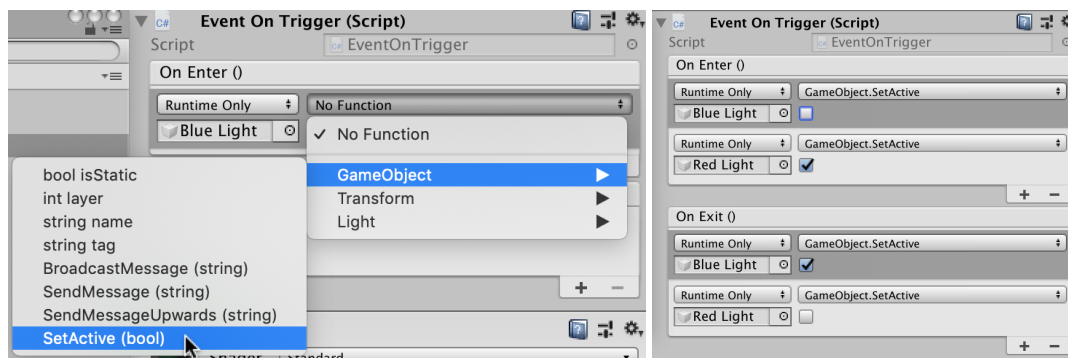 Event On Trigger (Script)
Script
EventOnTrigger
On Enter ()
Runtime Only
No Function
Blue Light
✓ No Function
GameObject
Transform
Light
bool isStatic
int layer
string name
string tag
BroadcastMessage (string)
SendMessage (string)
SendMessageUpwards (string)
SetActive (bool)
Standard
Event On Trigger (Script)
Script
EventOnTrigger
On Enter ()
Runtime Only
GameObject.SetActive
Blue Light
Runtime Only
GameObject.SetActive
Red Light
+ −
On Exit ()
Runtime Only
GameObject.SetActive
Blue Light
Runtime Only
GameObject.SetActive
Red Light
+ −